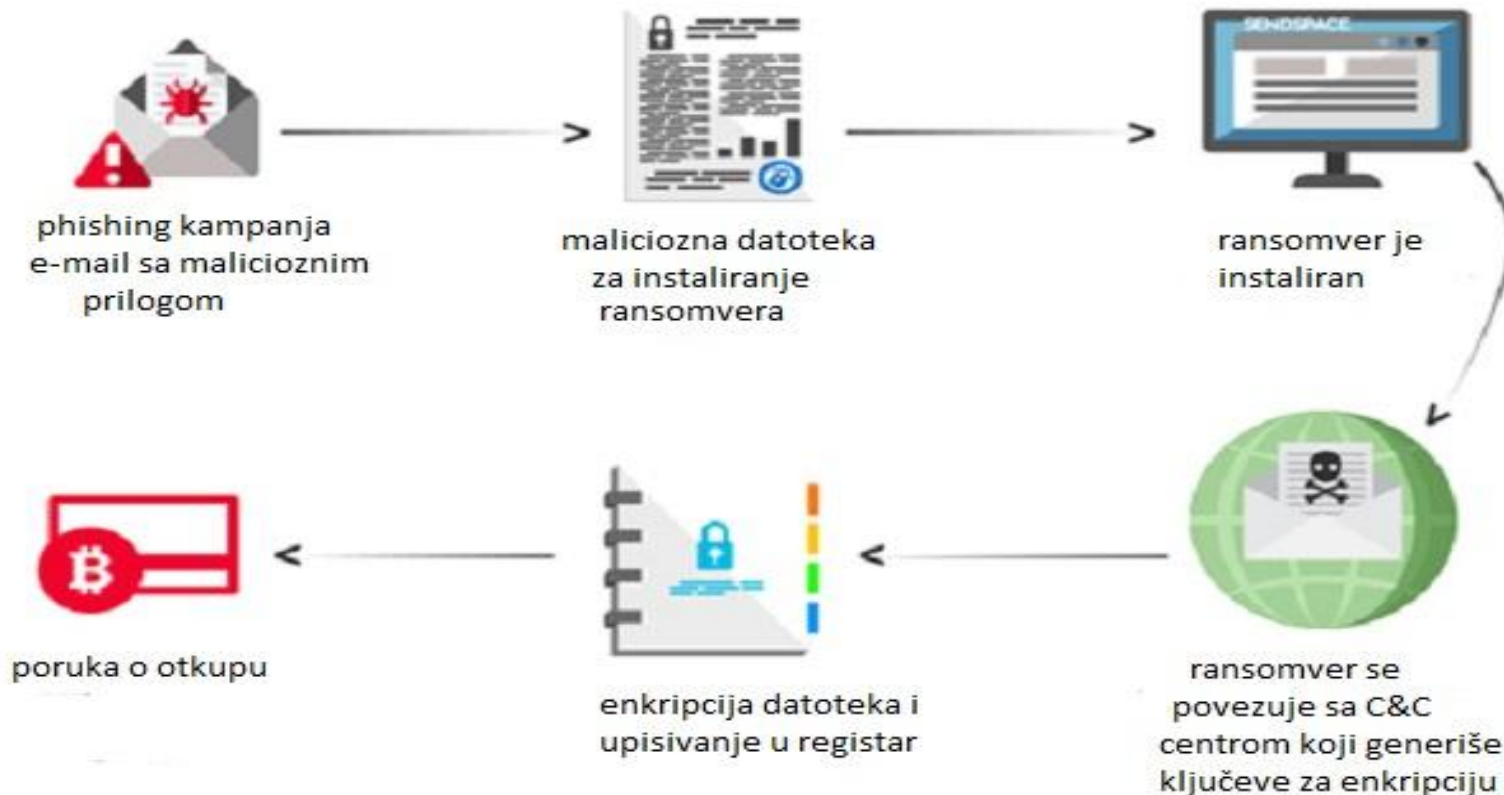 SENDSPACE
phishing kampanja
e-mail sa malicioznim
prilogom
maliciozna datoteka
za instaliranje
ransomvera
ransomver je
instaliran
ransomver se
povezuje sa C&C
centrom koji generiše
ključeve za enkripciju
enkripcija datoteka i
upisivanje u registar
poruka o otkupu